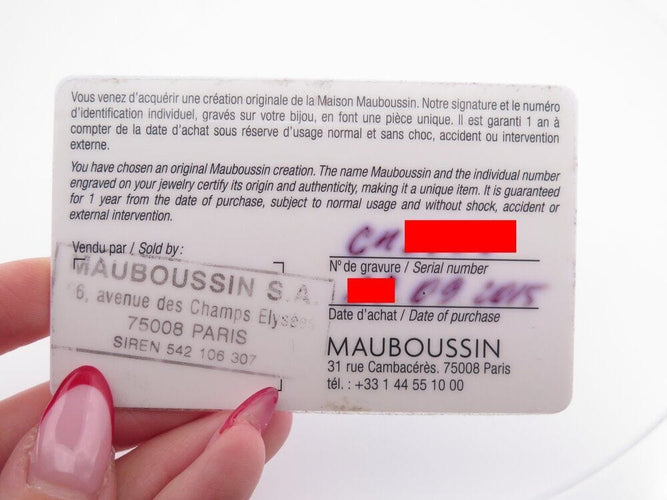 Vous venez d'acquérir une création originale de la Maison Mauboussin. Notre signature et le numéro
d'identification individuel, gravés sur votre bijou, en font une pièce unique. Il est garanti 1 an à
compter de la date d'achat sous réserve d'usage normal et sans choc, accident ou intervention
externe.
You have chosen an original Mauboussin creation. The name Mauboussin and the individual number
engraved on your jewelry certify its origin and authenticity, making it a unique item. It is guaranteed
for 1 year from the date of purchase, subject to normal usage and without shock, accident or
external intervention.
Vendu par / Sold by :
MAUBOUSSIN S.A.
6, avenue des Champs Elysées
75008 PARIS
SIREN 542 106 307
N° de gravure / Serial number
09 2015
Date d'achat / Date of purchase
MAUBOUSSIN
31 rue Cambacérès. 75008 Paris
tél. : +33 1 44 55 10 00